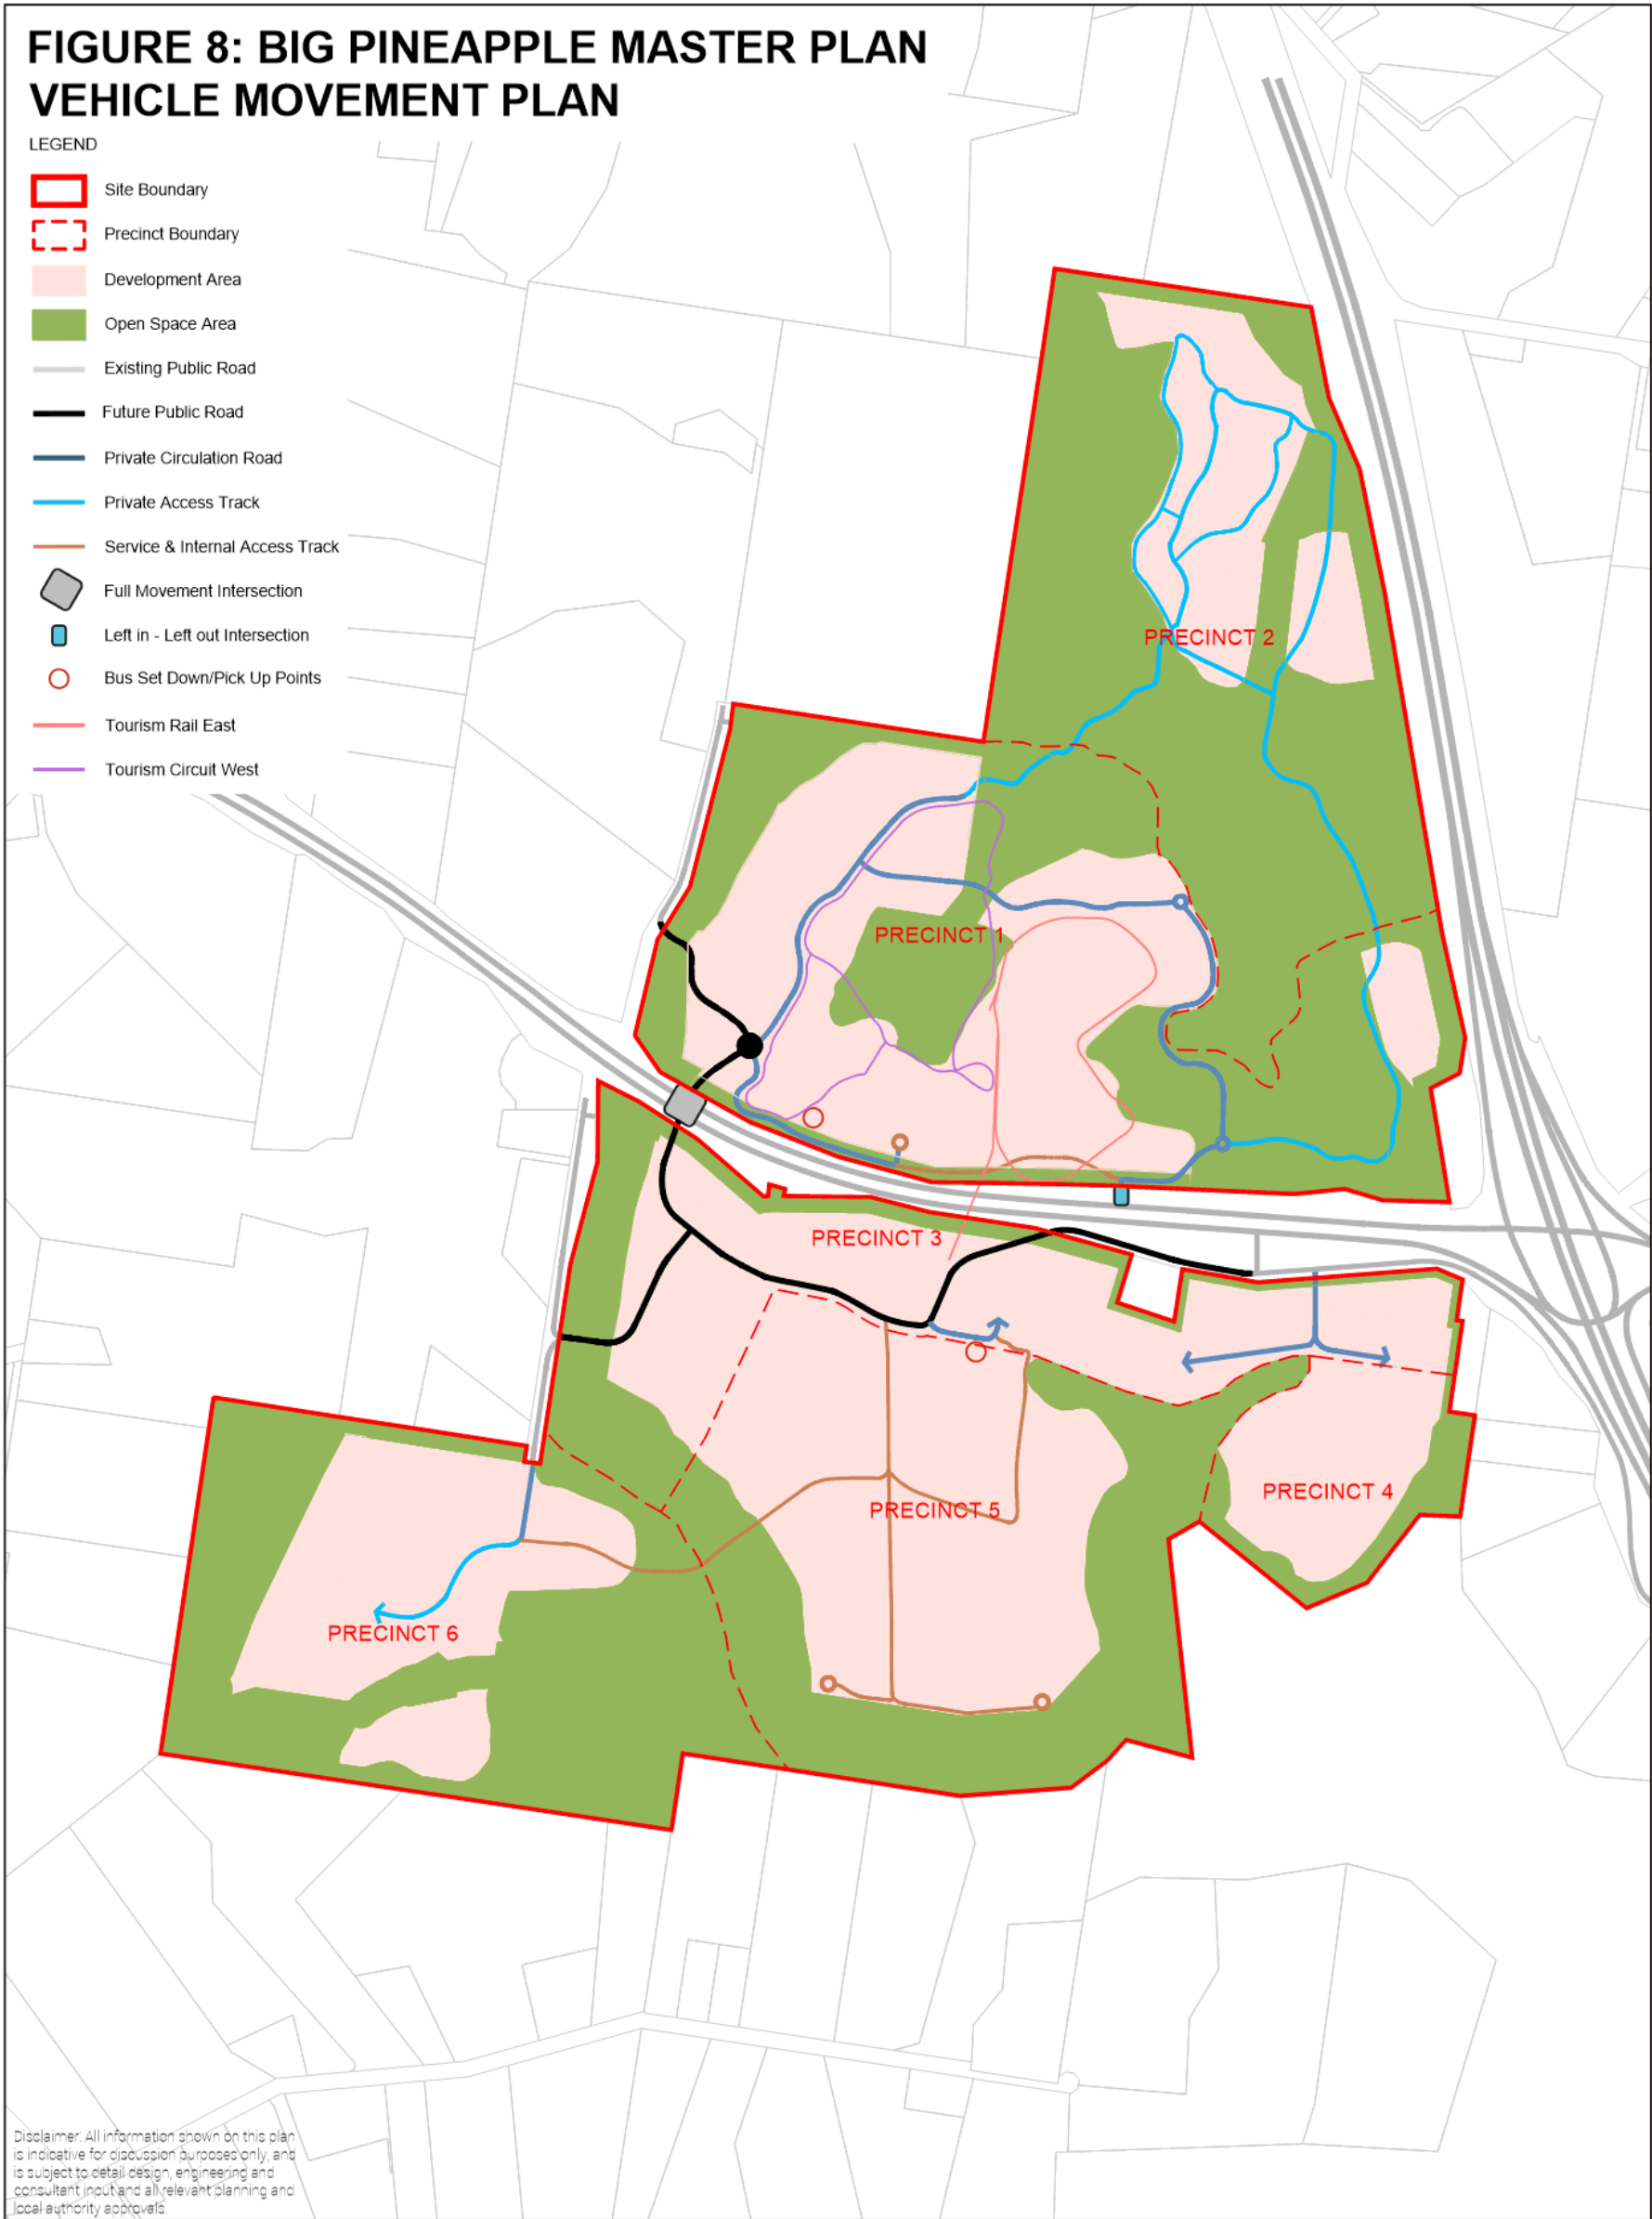 FIGURE 8: BIG PINEAPPLE MASTER PLAN
VEHICLE MOVEMENT PLAN
LEGEND
Site Boundary
Precinct Boundary
Development Area
Open Space Area
Existing Public Road
Future Public Road
Private Circulation Road
Private Access Track
Service & Internal Access Track
Full Movement Intersection
Left in - Left out Intersection
Bus Set Down/Pick Up Points
Tourism Rail East
Tourism Circuit West
PRECINCT 2
PRECINCT 1
PRECINCT 3
PRECINCT 4
PRECINCT 5
PRECINCT 6
Disclaimer: All information shown on this plan
is indicative for discussion purposes only, and
is subject to detail design, engineering and
consultant input and all relevant planning and
local authority approvals.